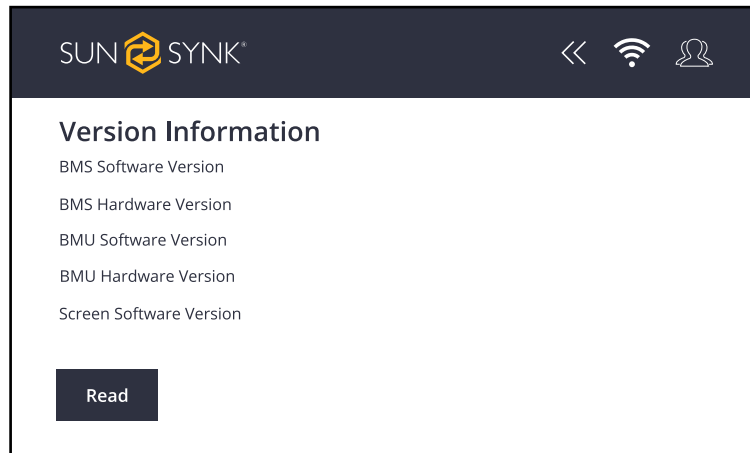 SUN SYNK®
Version Information
BMS Software Version
BMS Hardware Version
BMU Software Version
BMU Hardware Version
Screen Software Version
Read